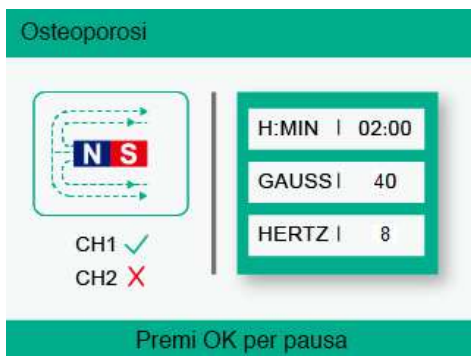 Osteoporosi
N S
CH1
CH2
H:MIN | 02:00
GAUSS | 40
HERTZ | 8
Premi OK per pausa